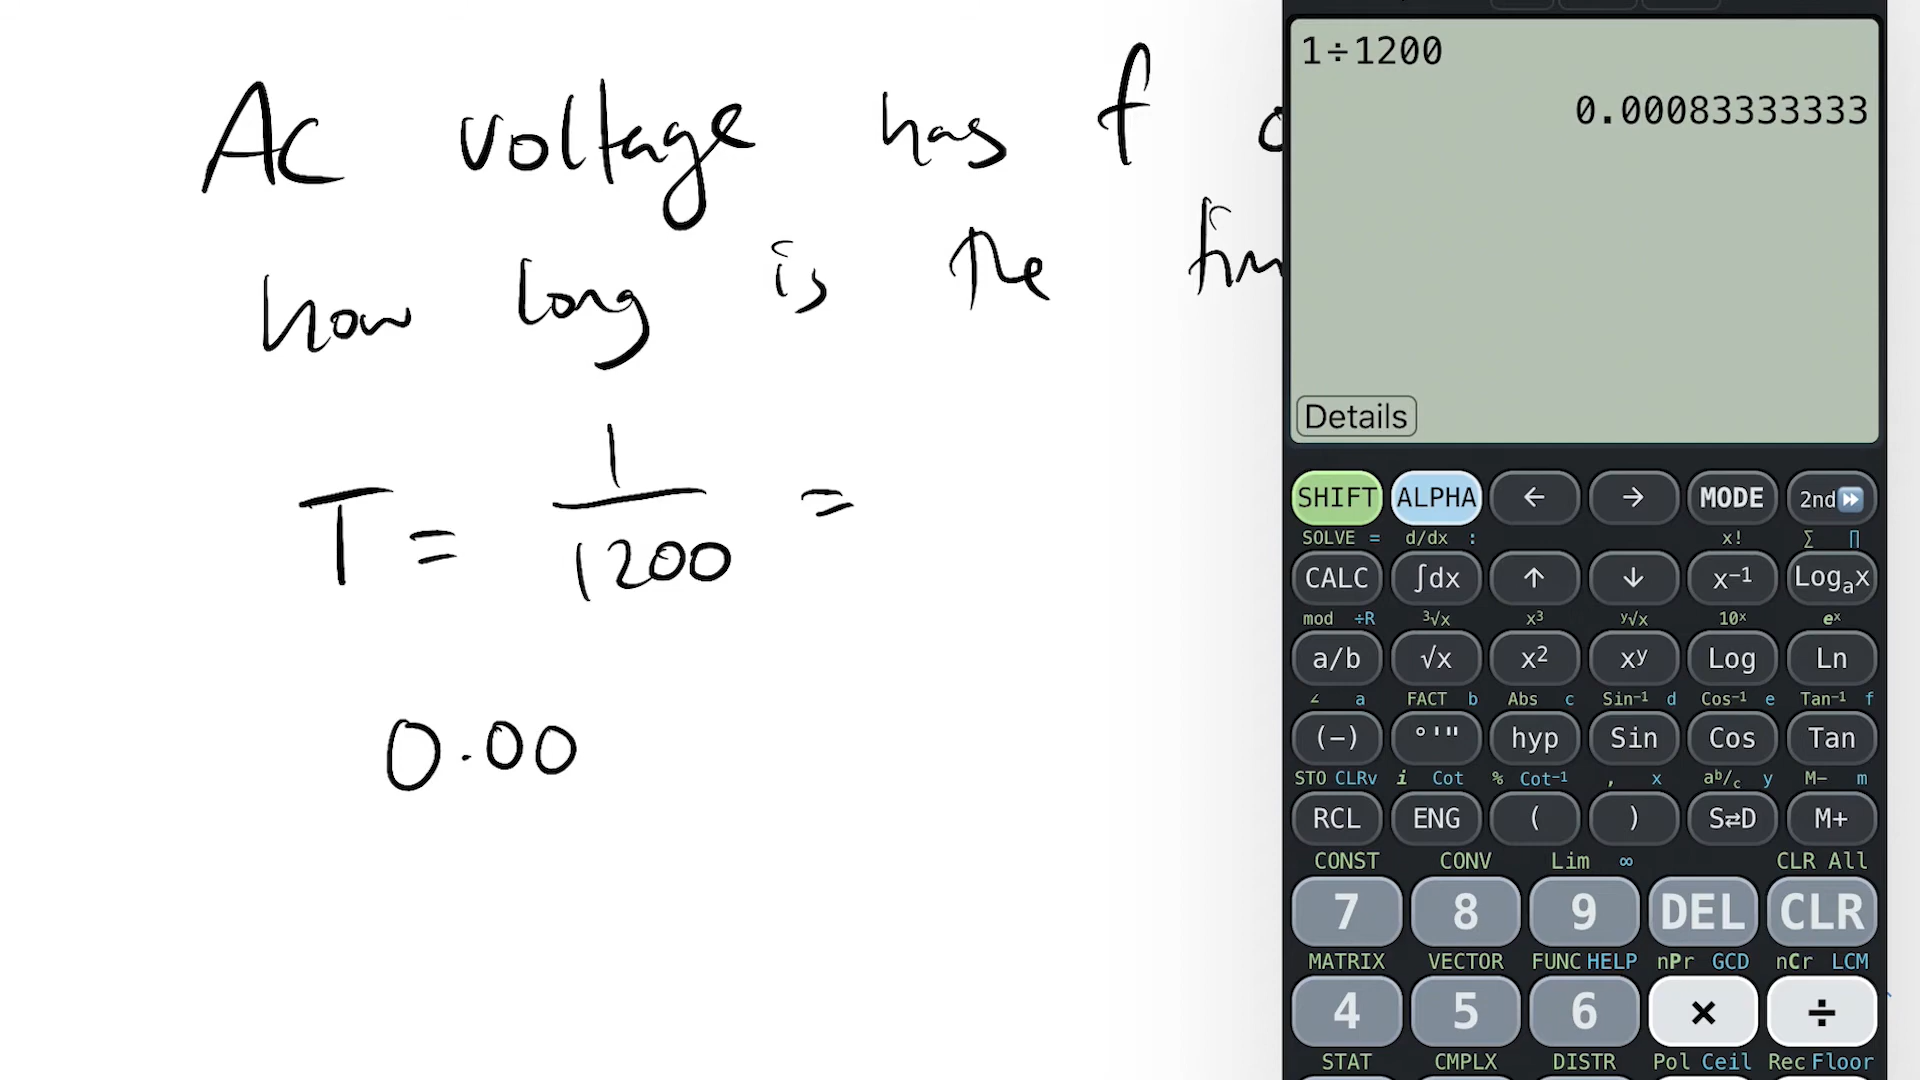 Ac voltage has f
how long is the
T = 1/1200 =
0.00
1÷1200
0.00083333333
Details
SHIFT ALPHA ← → MODE 2nd⏩
SOLVE = d/dx : x! ∑ ∏
CALC ∫dx ↑ ↓ x⁻¹ Logₐx
mod ÷R ³√x x³ ʸ√x 10ˣ eˣ
a/b √x x² xʸ Log Ln
∠ a FACT b Abs c Sin⁻¹ d Cos⁻¹ e Tan⁻¹ f
(−) °'" hyp Sin Cos Tan
STO CLRv i Cot % Cot⁻¹ , x aᵇ/c y M− m
RCL ENG ( ) S⇄D M+
CONST CONV Lim ∞ CLR All
7 8 9 DEL CLR
MATRIX VECTOR FUNC HELP nPr GCD nCr LCM
4 5 6 × ÷
STAT CMPLX DISTR Pol Ceil Rec Floor